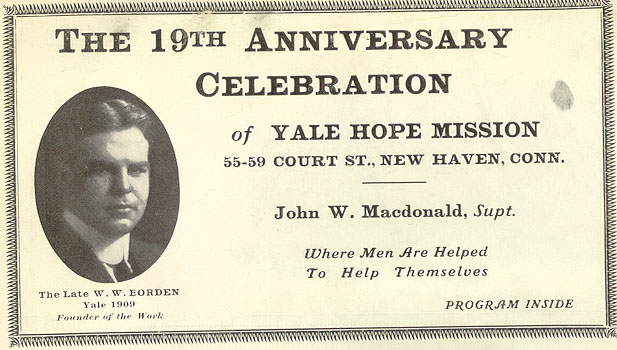 THE 19TH ANNIVERSARY
CELEBRATION
of YALE HOPE MISSION
55-59 COURT ST., NEW HAVEN, CONN.
John W. Macdonald, Supt.
Where Men Are Helped
To Help Themselves
The Late W. W. BORDEN
Yale 1909
Founder of the Work
PROGRAM INSIDE